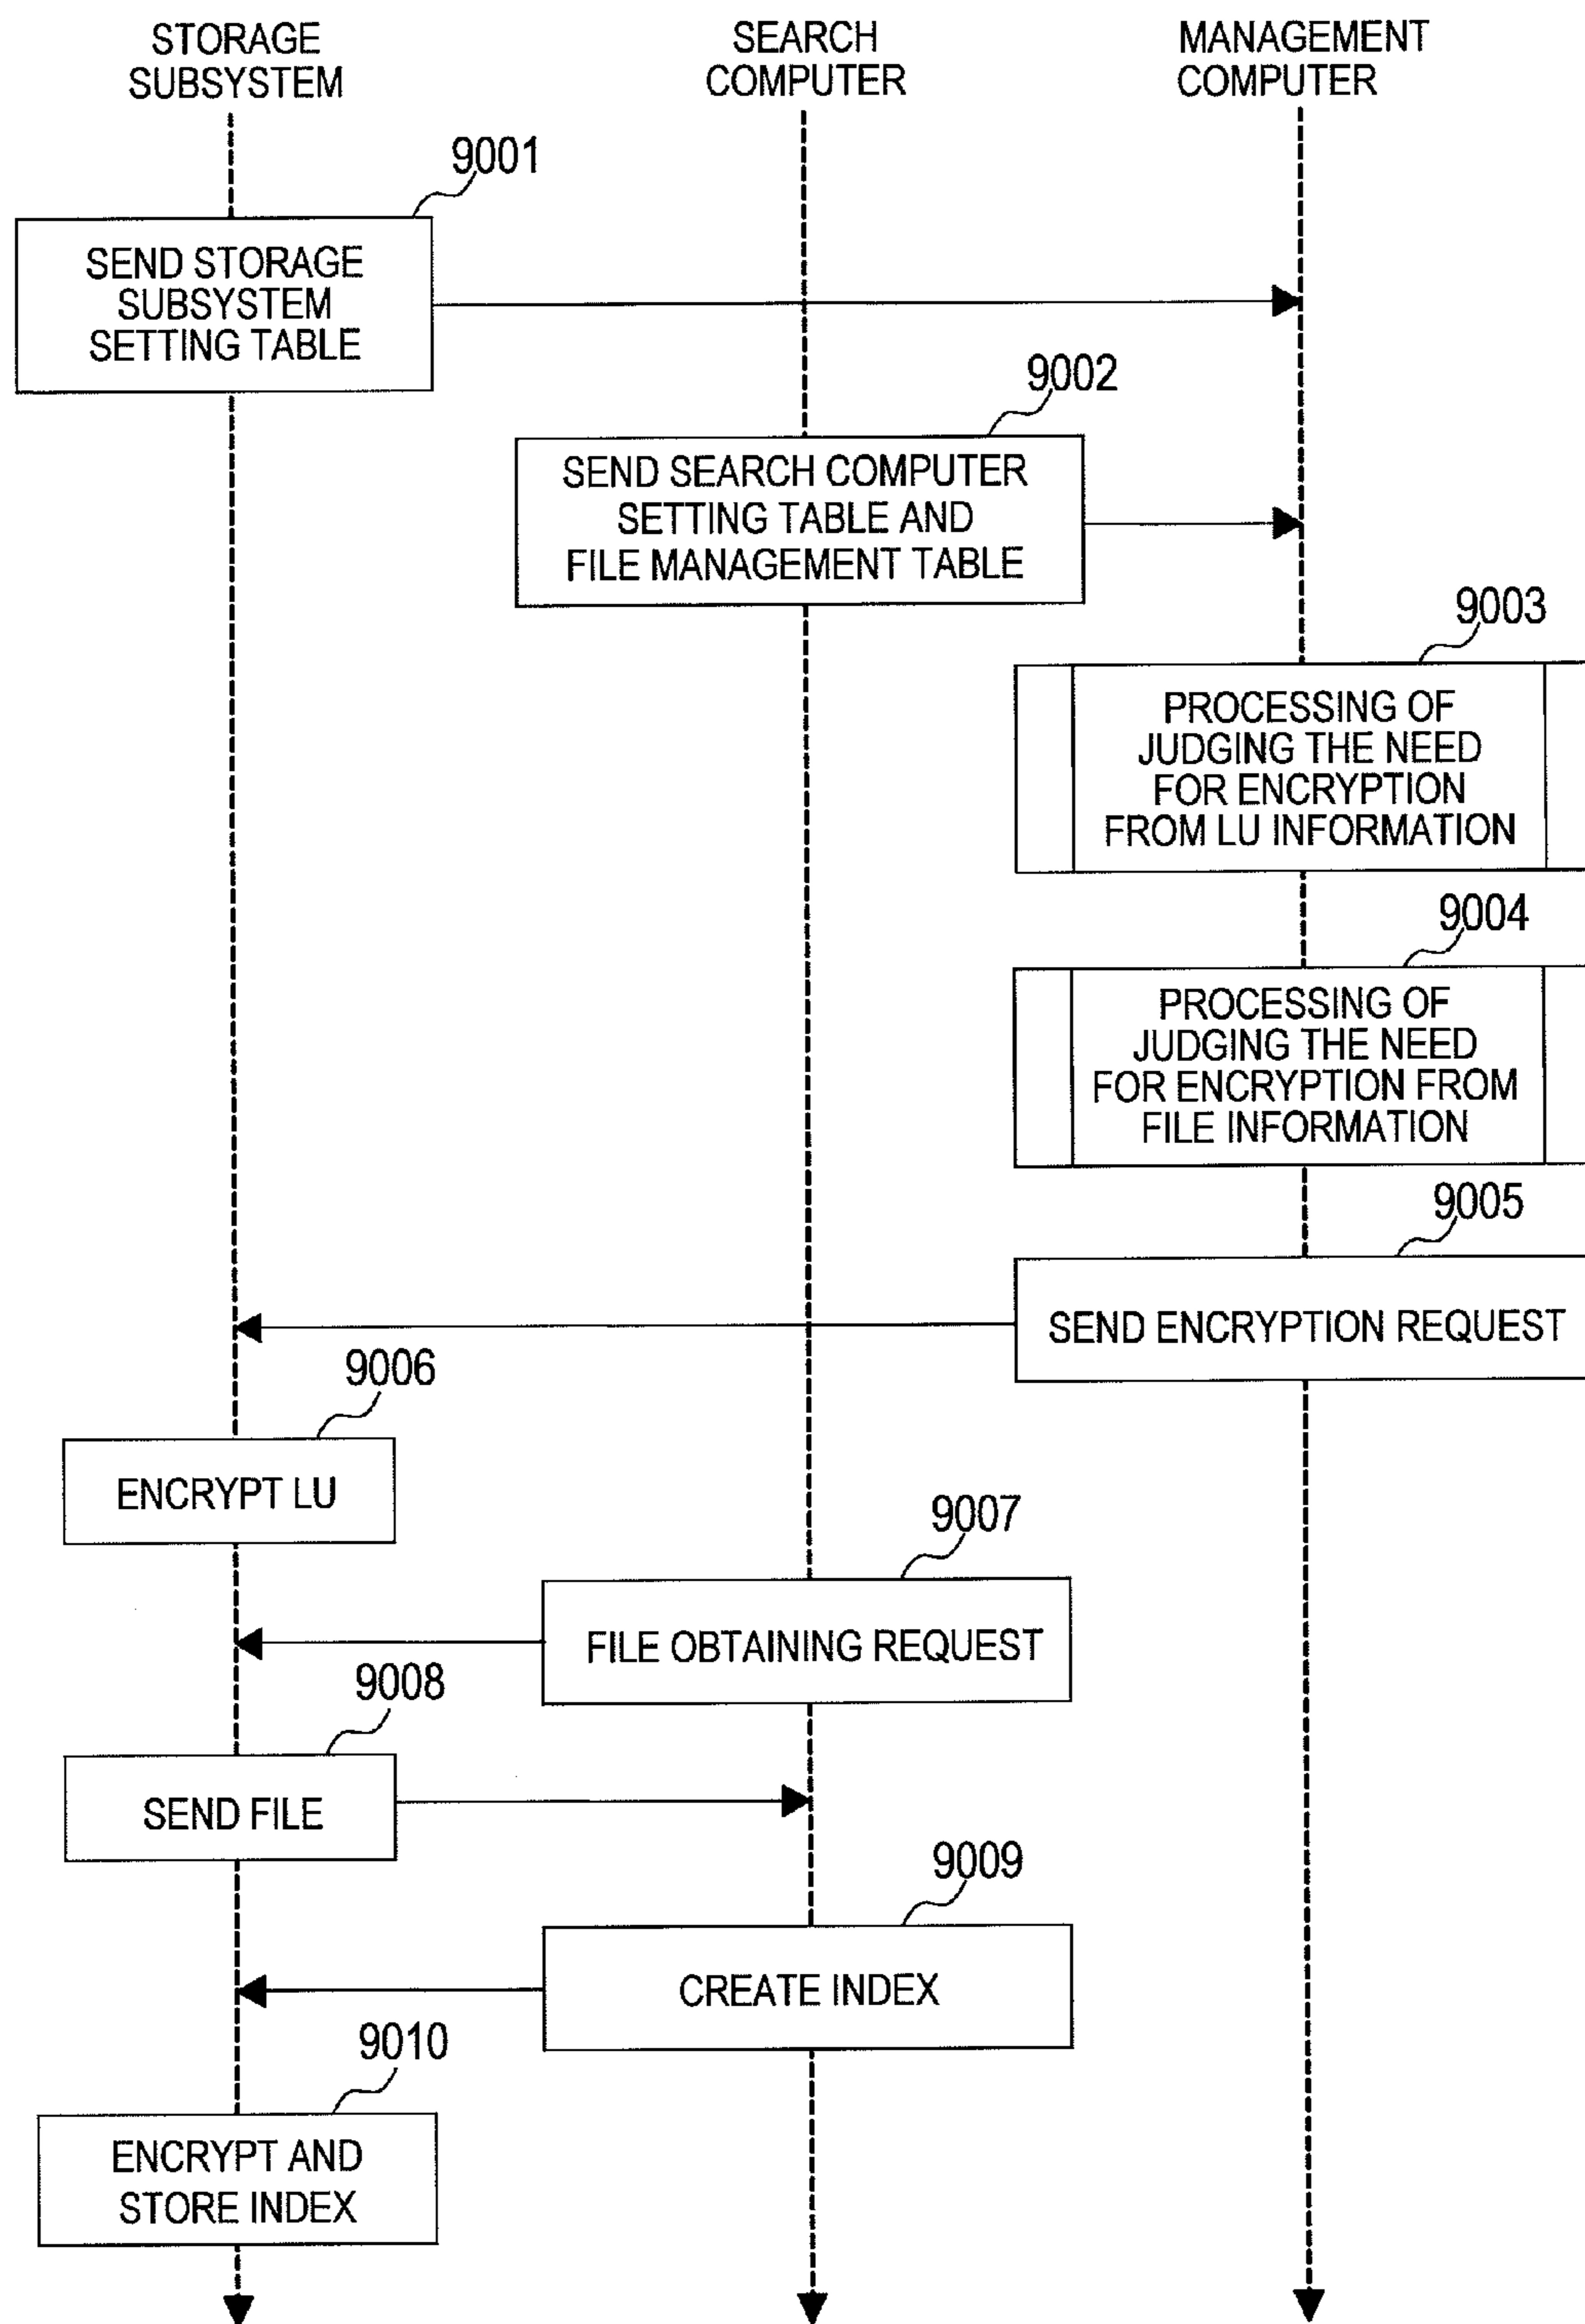 STORAGE
SUBSYSTEM
SEARCH
COMPUTER
MANAGEMENT
COMPUTER
9001
SEND STORAGE
SUBSYSTEM
SETTING TABLE
9002
SEND SEARCH COMPUTER
SETTING TABLE AND
FILE MANAGEMENT TABLE
9003
PROCESSING OF
JUDGING THE NEED
FOR ENCRYPTION
FROM LU INFORMATION
9004
PROCESSING OF
JUDGING THE NEED
FOR ENCRYPTION FROM
FILE INFORMATION
9005
SEND ENCRYPTION REQUEST
9006
ENCRYPT LU
9007
FILE OBTAINING REQUEST
9008
SEND FILE
9009
CREATE INDEX
9010
ENCRYPT AND
STORE INDEX